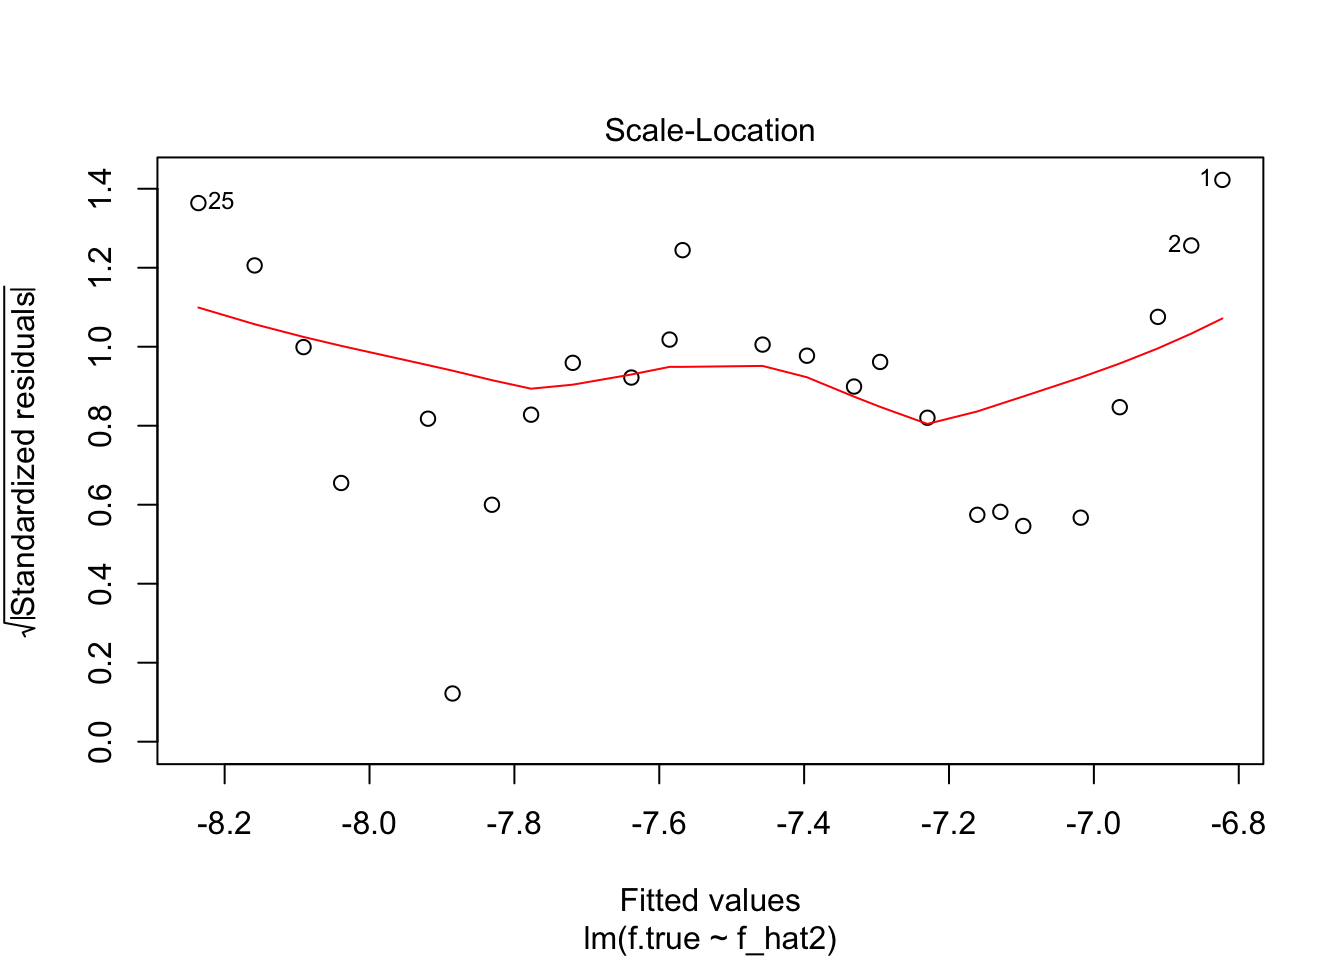 Scale-Location
√|Standardized residuals|
1.4
1.2
1.0
0.8
0.6
0.4
0.2
0.0
25
1
2
-8.2 -8.0 -7.8 -7.6 -7.4 -7.2 -7.0 -6.8
Fitted values
lm(f.true ~ f_hat2)